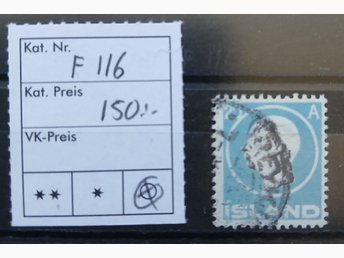 Kat. Nr.
F 116
Kat. Preis
150:-
VK-Preis
** * 
A
ISLAND